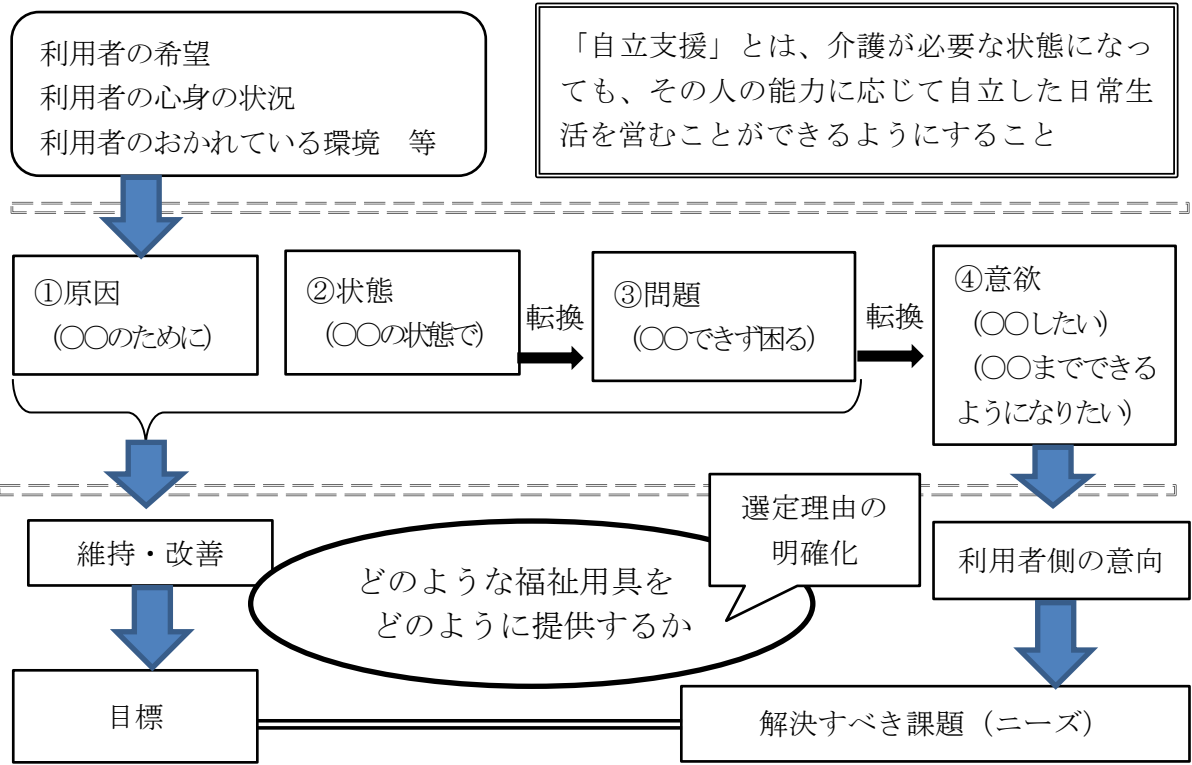 利用者の希望
利用者の心身の状況
利用者のおかれている環境　等
「自立支援」とは、介護が必要な状態になっ
ても、その人の能力に応じて自立した日常生
活を営むことができるようにすること
①原因
(○○のために)
②状態
(○○の状態で)
転換
③問題
(○○できず困る)
転換
④意欲
(○○したい)
(○○までできる
ようになりたい)
維持・改善
どのような福祉用具を
どのように提供するか
選定理由の
明確化
利用者側の意向
目標
解決すべき課題（ニーズ）